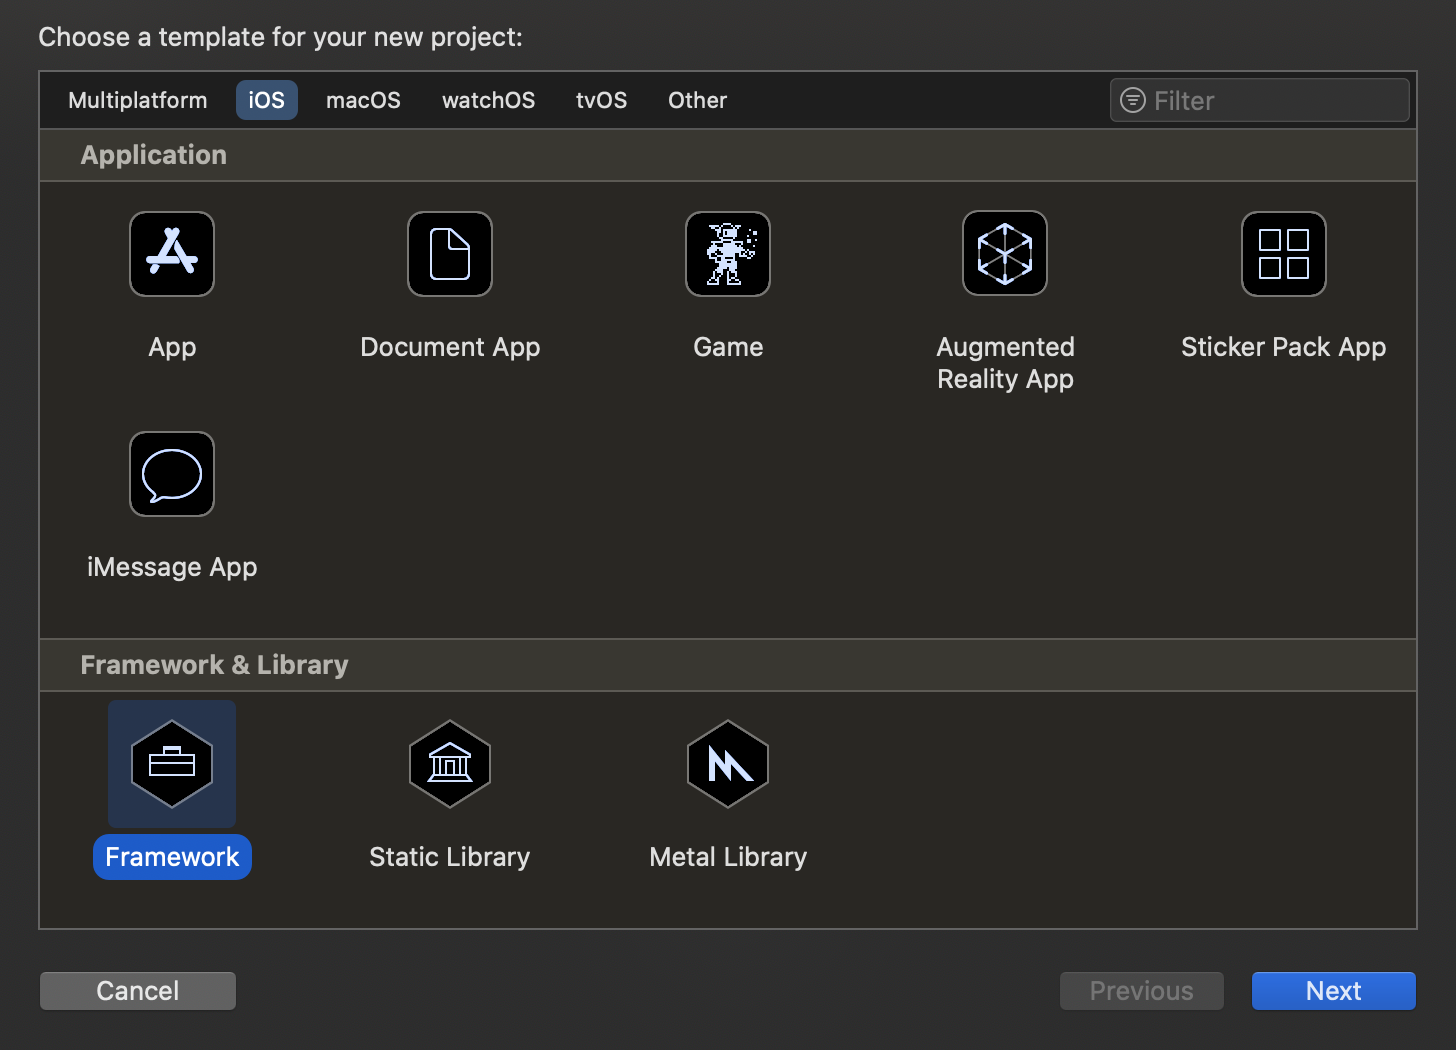 Choose a template for your new project:
Multiplatform iOS macOS watchOS tvOS Other Filter
Application
App Document App Game Augmented Reality App Sticker Pack App
iMessage App
Framework & Library
Framework Static Library Metal Library
Cancel Previous Next